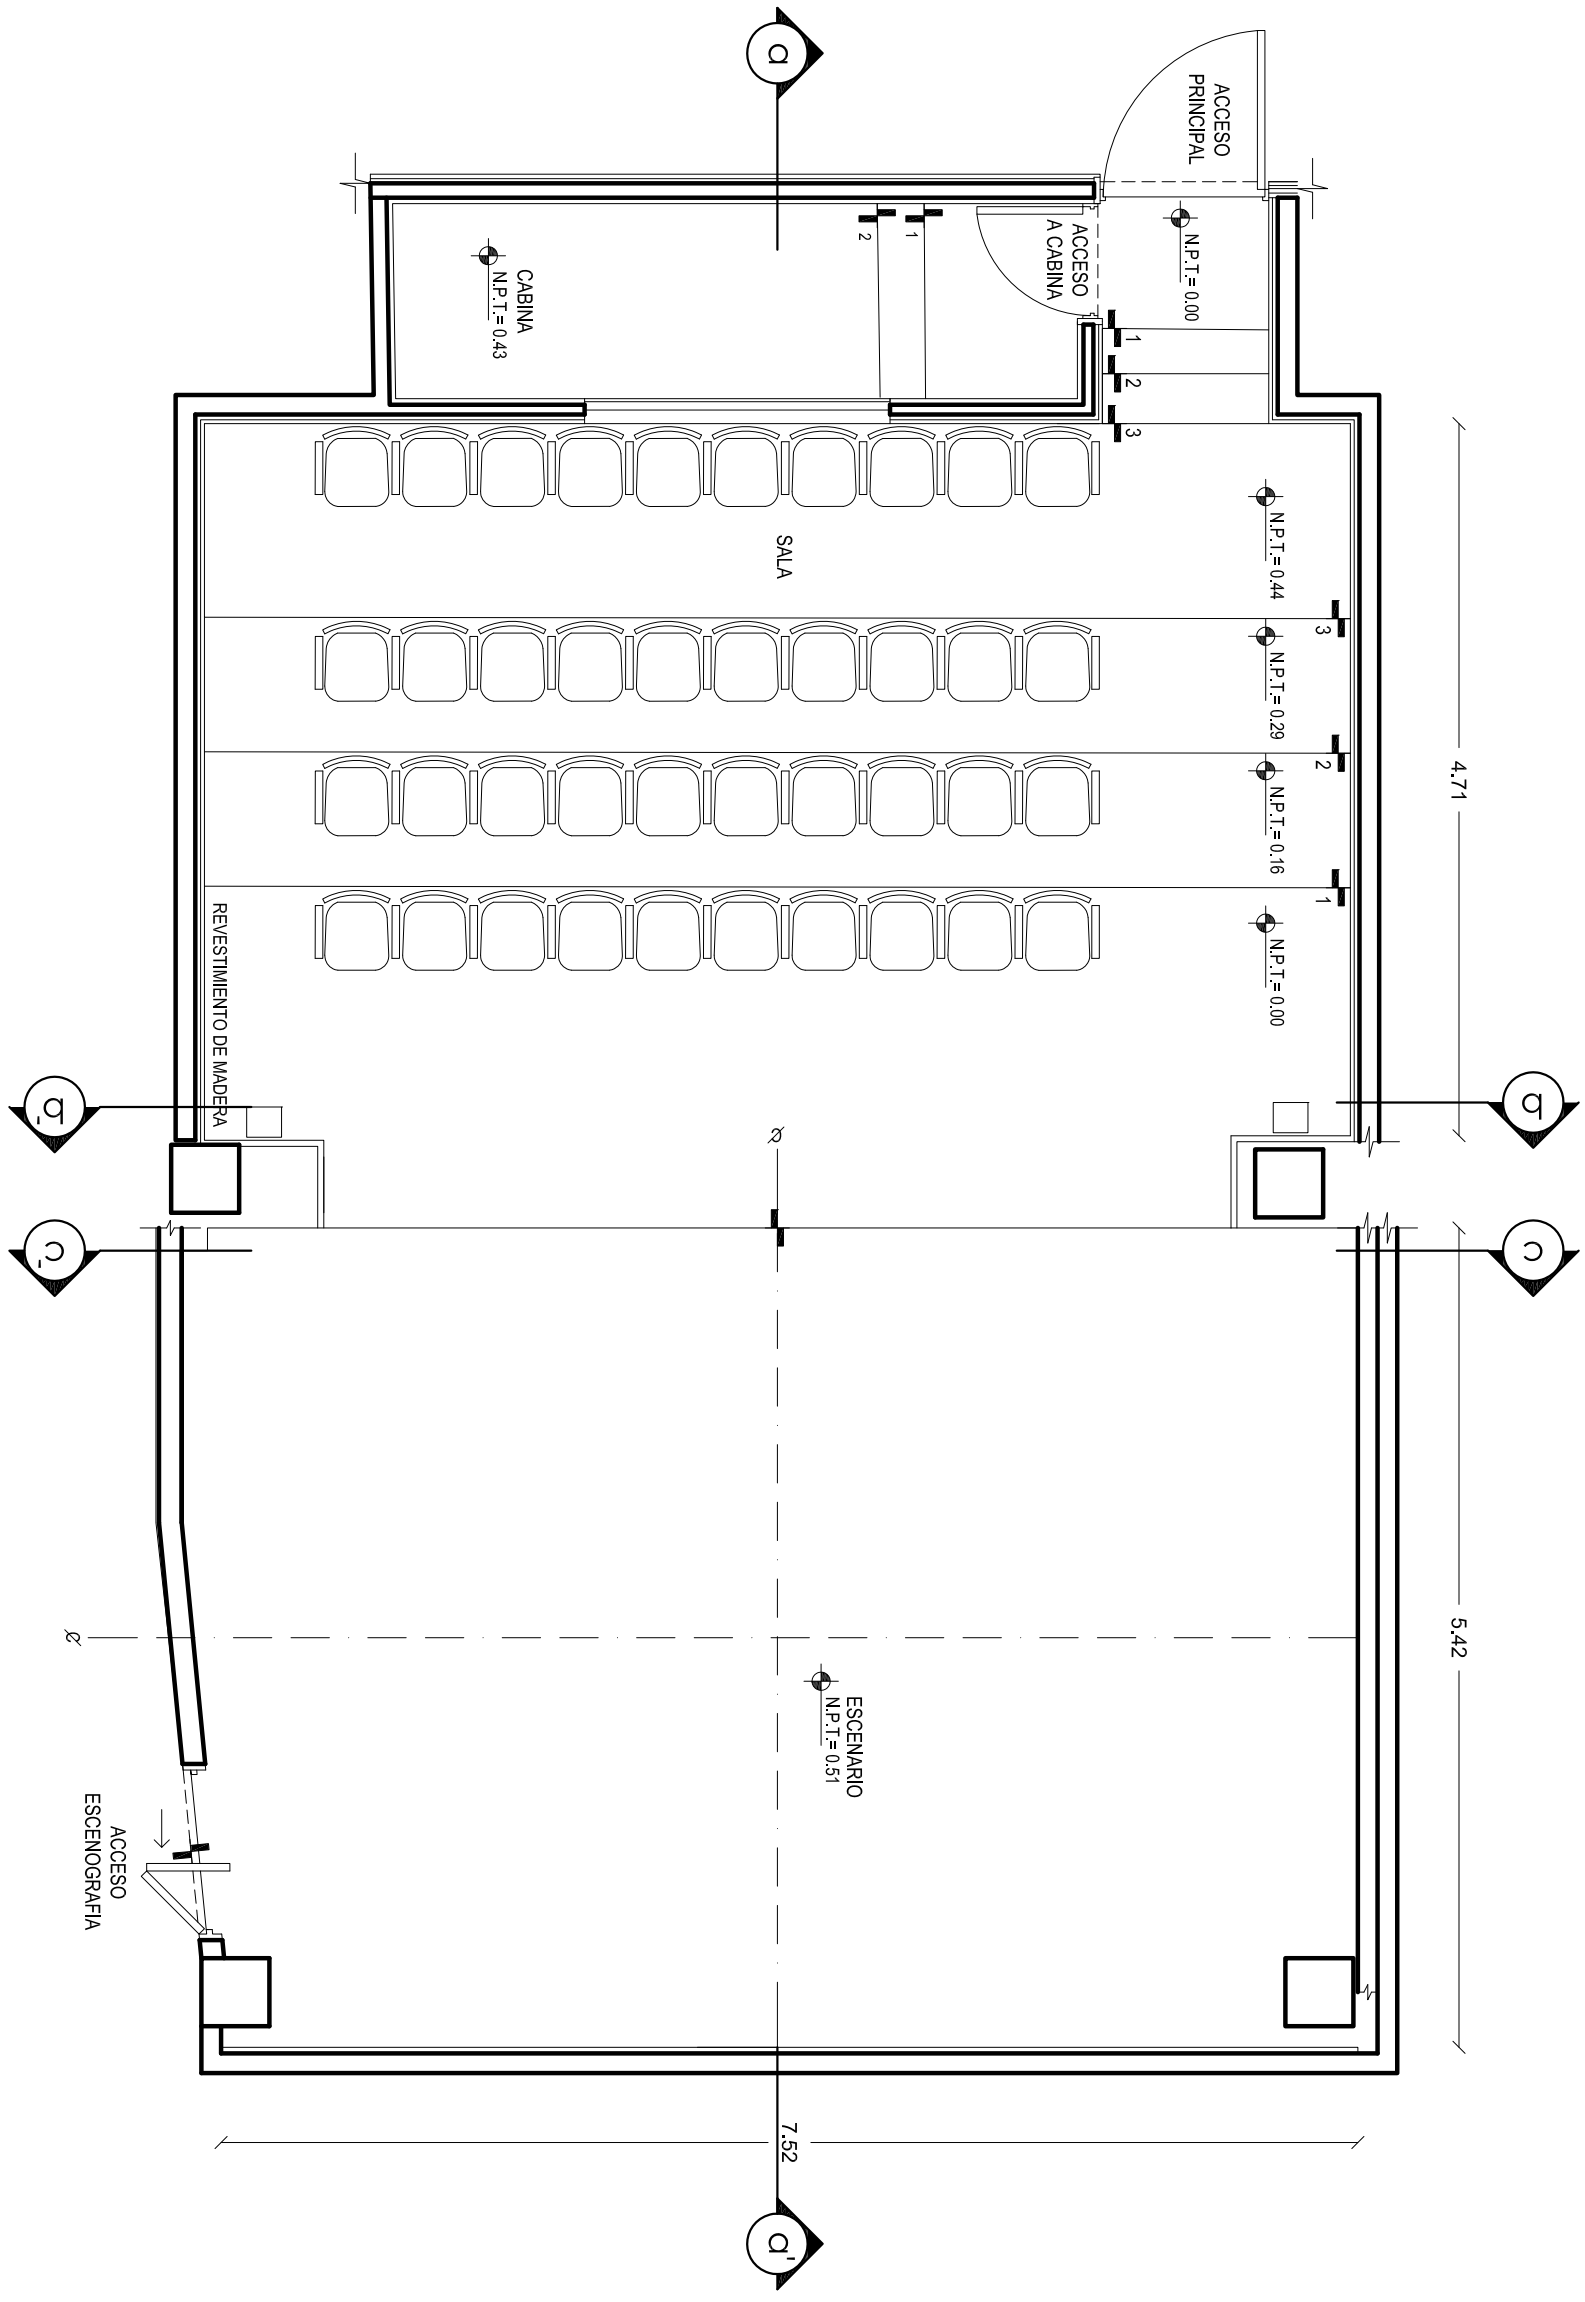 a
ACCESO
PRINCIPAL
N.P.T.= 0.00
ACCESO
A CABINA
1
2
CABINA
N.P.T.= 0.43
1
2
3
N.P.T.= 0.44
SALA
3
N.P.T.= 0.29
2
N.P.T.= 0.16
1
N.P.T.= 0.00
4.71
REVESTIMIENTO DE MADERA
b
b'
c
c'
5.42
ESCENARIO
N.P.T.= 0.51
ACCESO
ESCENOGRAFIA
7.52
a'